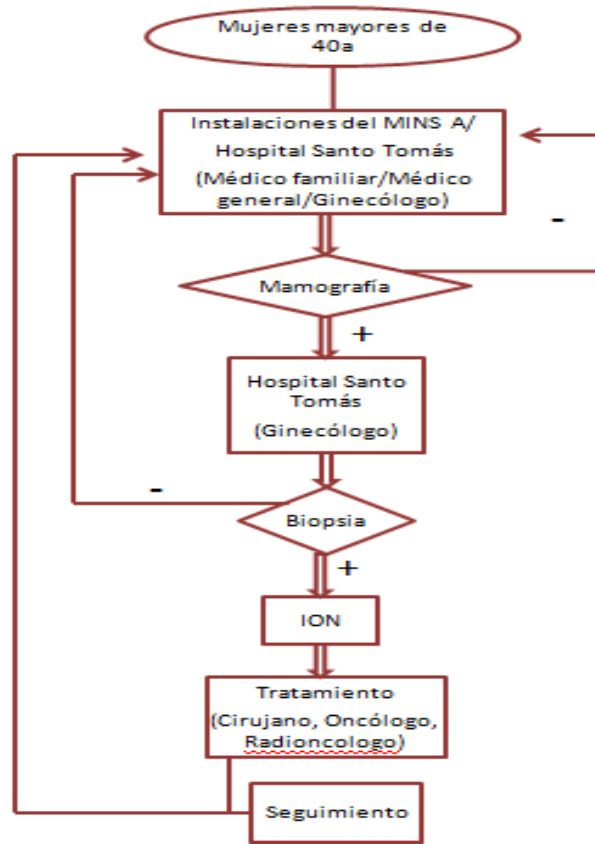 Mujeres mayores de
40a
Instalaciones del MINS A/
Hospital Santo Tomás
(Médico familiar/Médico
general/Ginecólogo)
-
Mamografía
+
Hospital Santo
Tomás
(Ginecólogo)
-
Biopsia
+
ION
Tratamiento
(Cirujano, Oncólogo,
Radioncologo)
Seguimiento